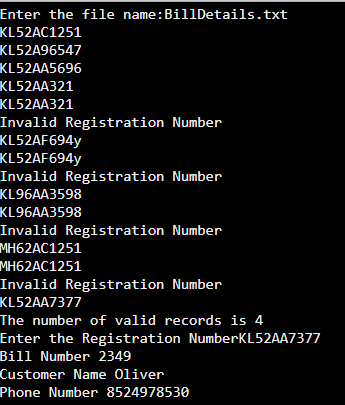 Enter the file name:BillDetails.txt
KL52AC1251
KL52A96547
KL52AA5696
KL52AA321
KL52AA321
Invalid Registration Number
KL52AF694y
KL52AF694y
Invalid Registration Number
KL96AA3598
KL96AA3598
Invalid Registration Number
MH62AC1251
MH62AC1251
Invalid Registration Number
KL52AA7377
The number of valid records is 4
Enter the Registration NumberKL52AA7377
Bill Number 2349
Customer Name Oliver
Phone Number 8524978530